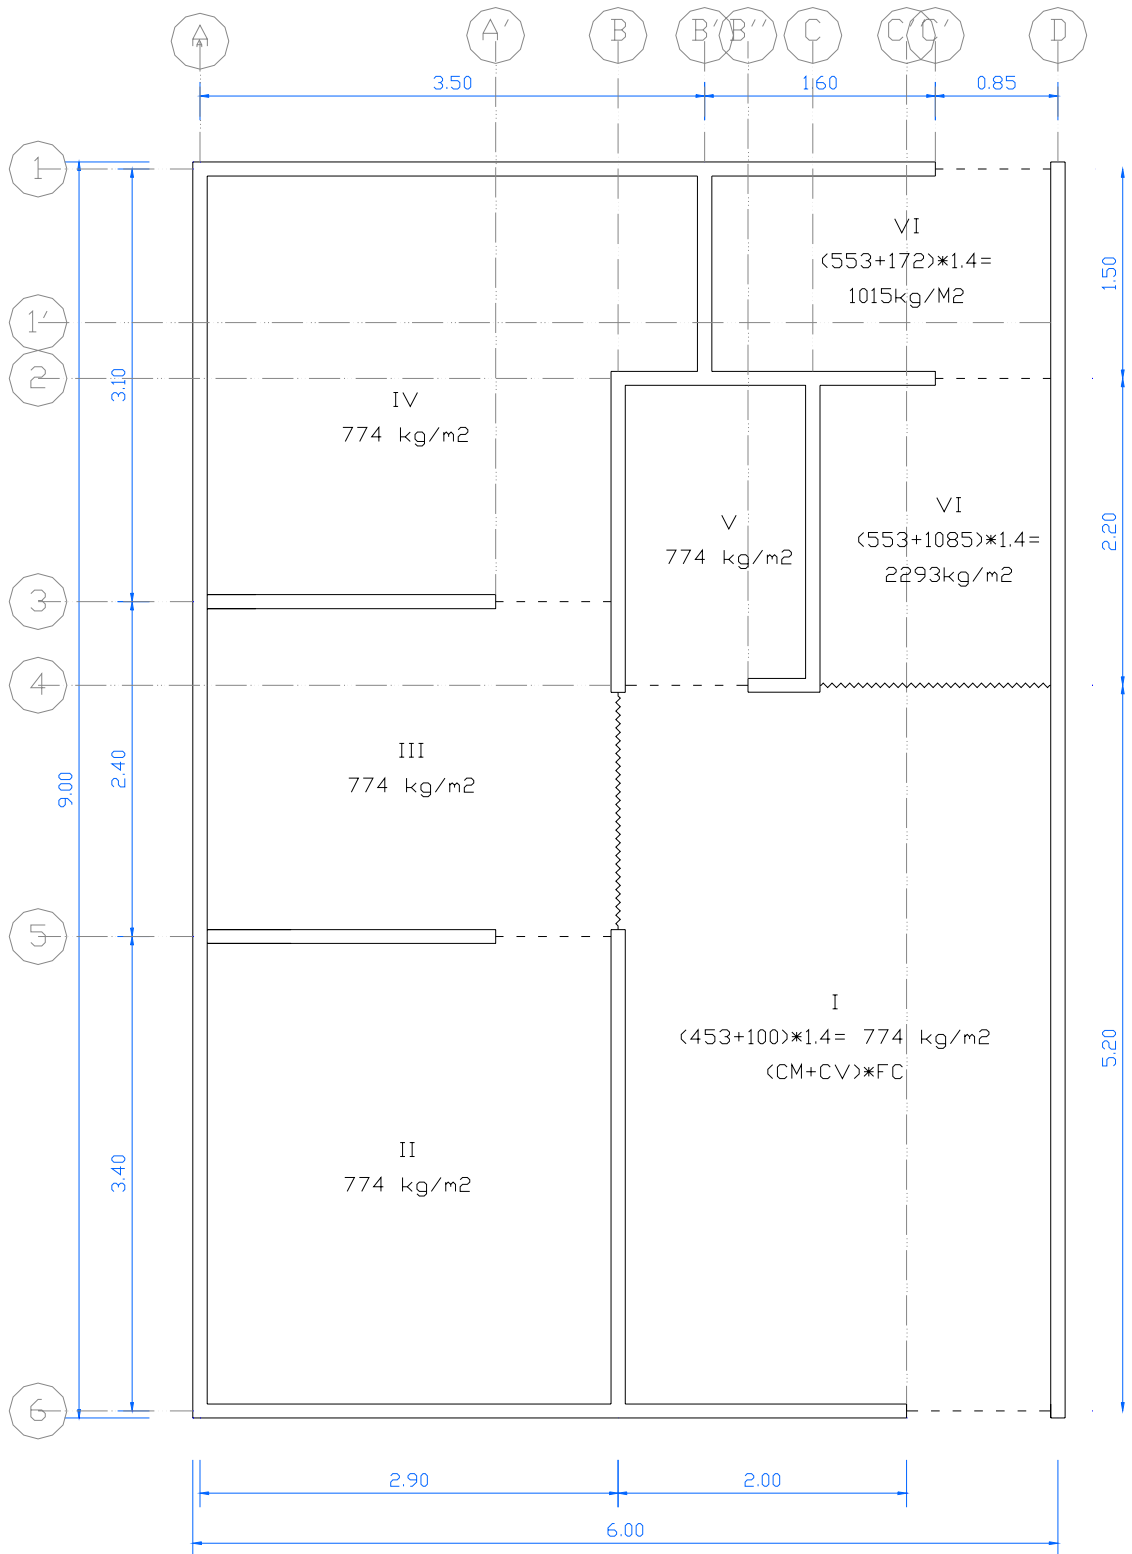 A
A
A'
B
B'
B''
C
C''
C'
D
3.50
1.60
0.85
1
VI
(553+172)*1.4=
1015kg/M2
1.50
1'
2
3.10
IV
774 kg/m2
VI
(553+1085)*1.4=
2293kg/m2
2.20
V
774 kg/m2
3
4
III
774 kg/m2
2.40
9.00
5
I
(453+100)*1.4= 774 kg/m2
(CM+CV)*FC
5.20
II
774 kg/m2
3.40
6
2.90
2.00
6.00